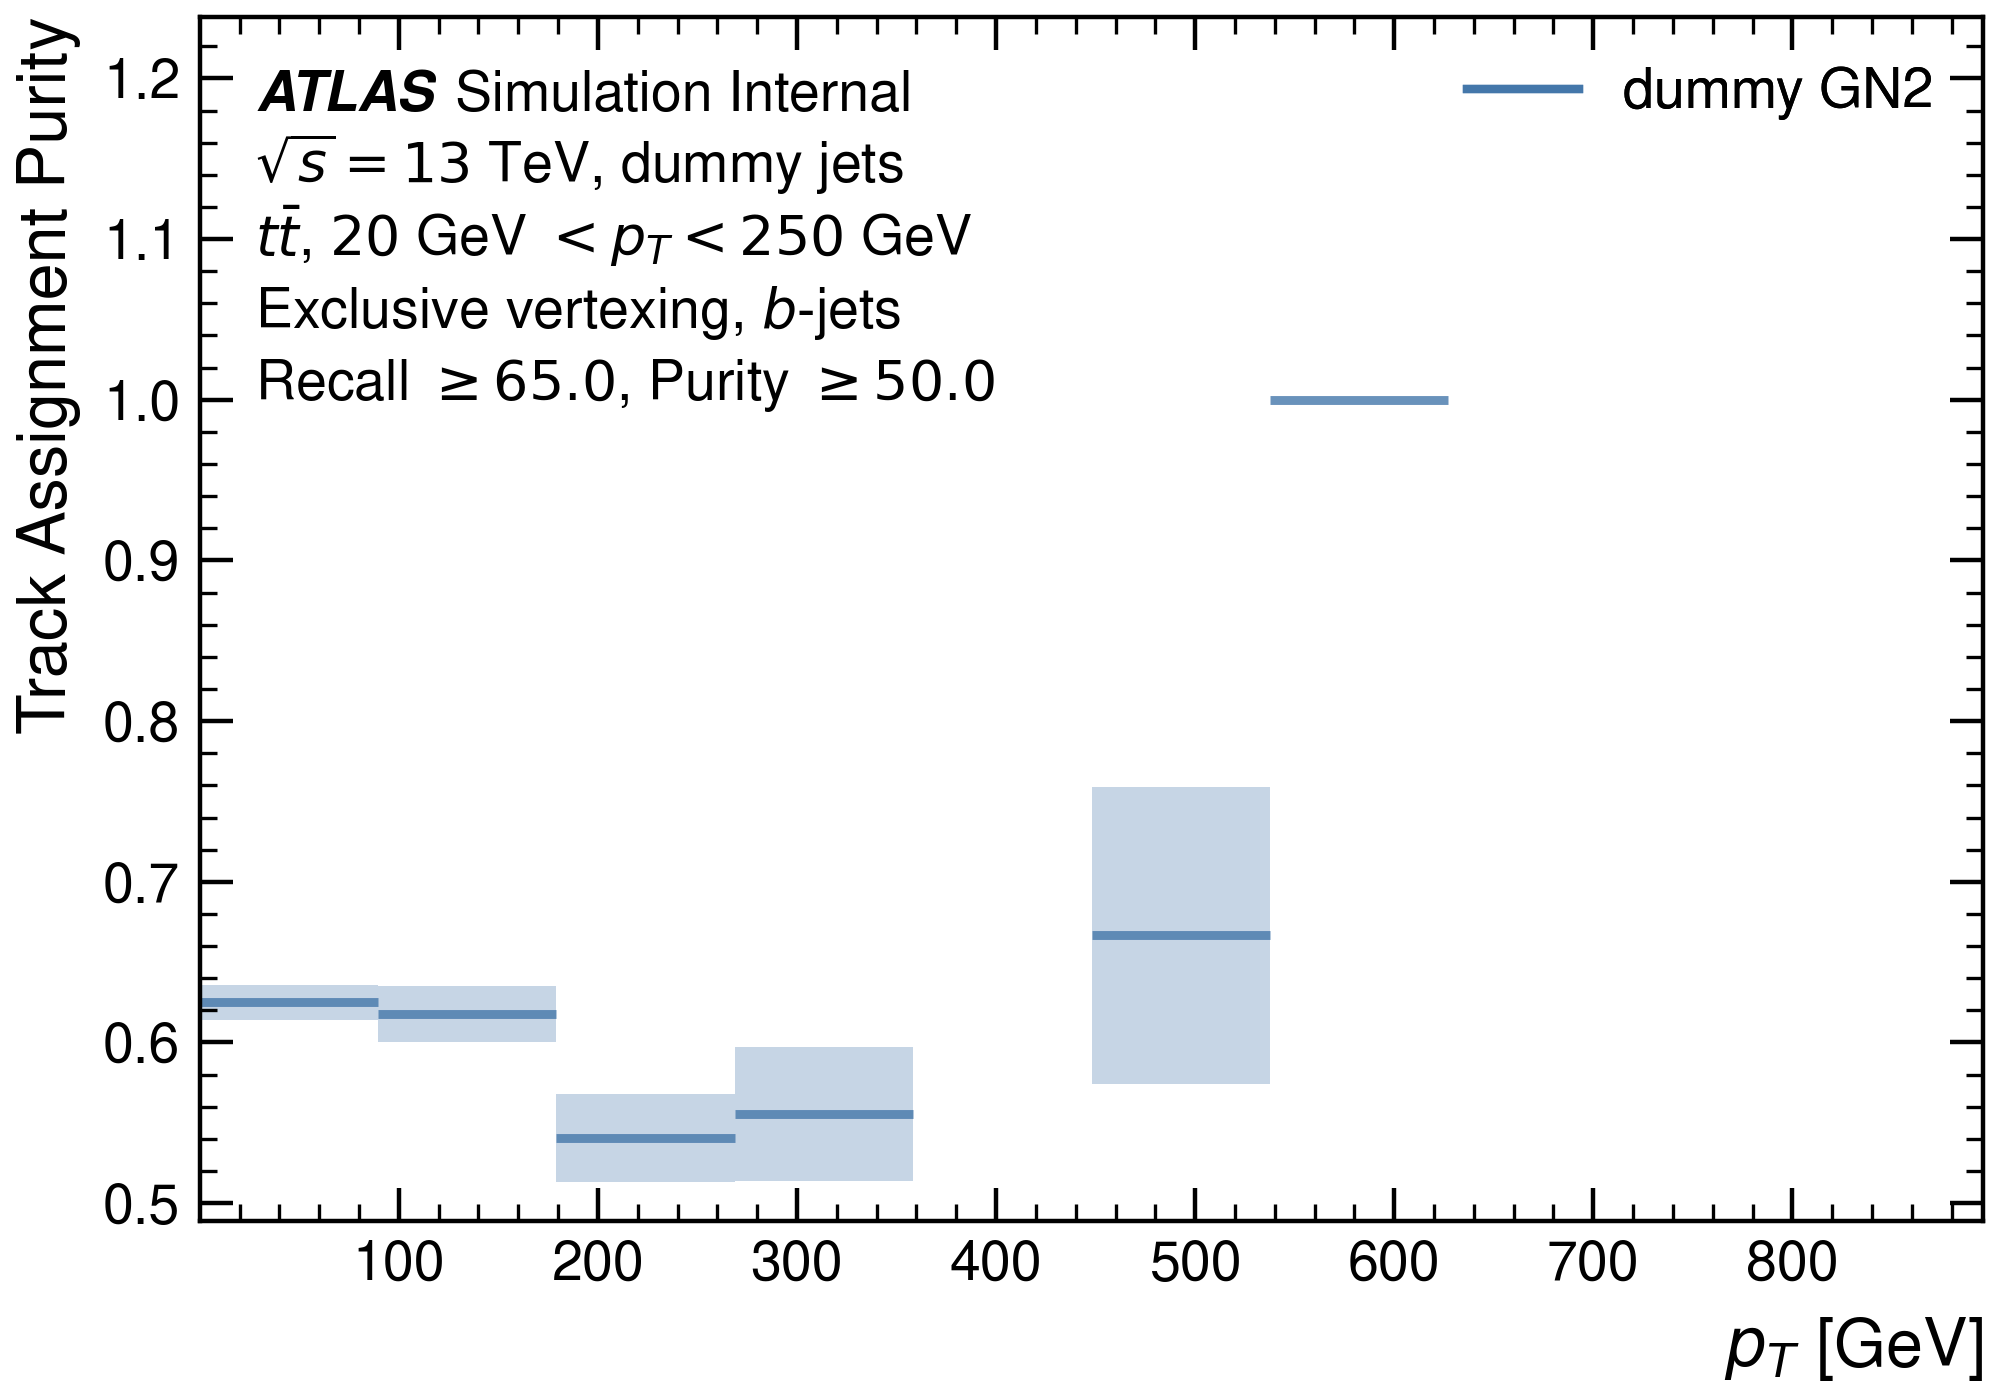 Track Assignment Purity
1.2
1.1
1.0
0.9
0.8
0.7
0.6
0.5
ATLAS Simulation Internal
√s = 13 TeV, dummy jets
tt̄, 20 GeV < p_T < 250 GeV
Exclusive vertexing, b-jets
Recall ≥ 65.0, Purity ≥ 50.0
dummy GN2
100 200 300 400 500 600 700 800
p_T [GeV]